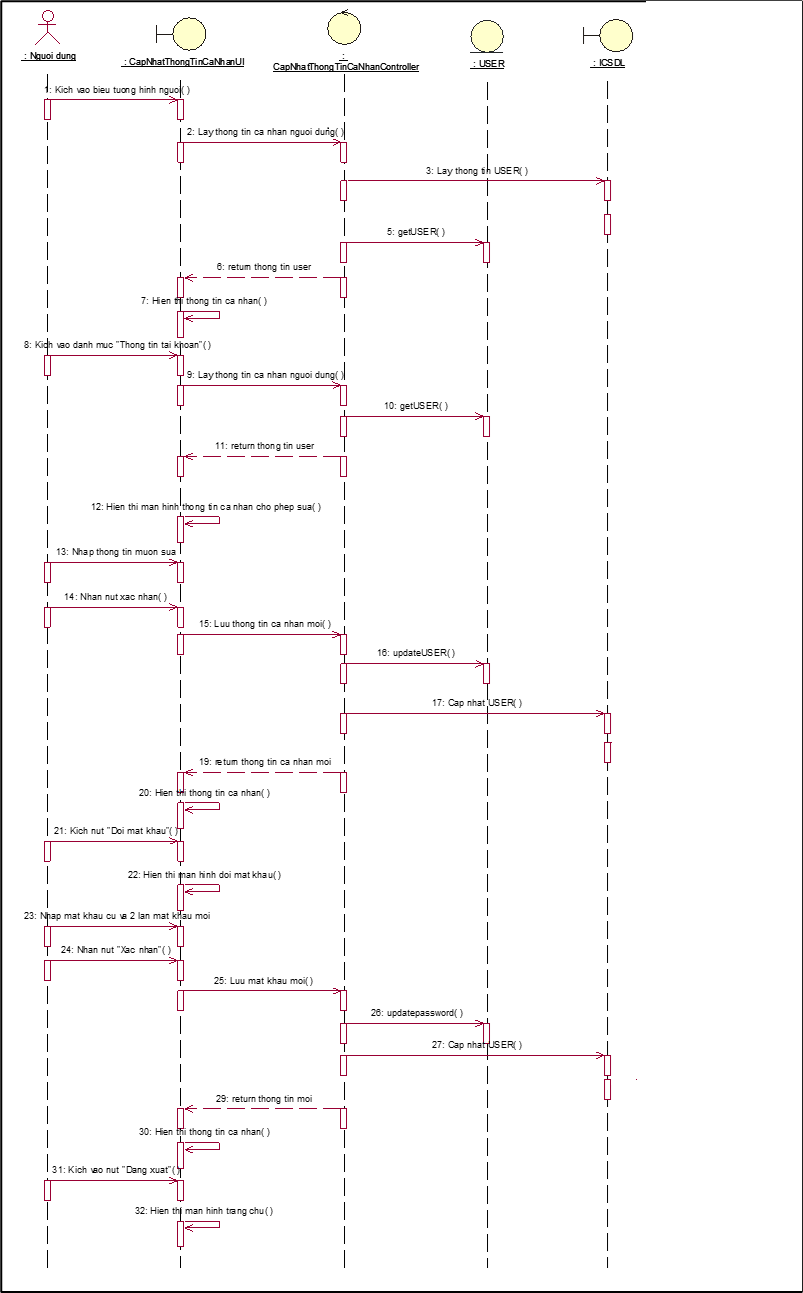 : Nguoi dung
: CapNhatThongTinCaNhanUI
:
CapNhatThongTinCaNhanController
: USER
: ICSDL
1: Kich vao bieu tuong hinh nguoi( )
2: Lay thong tin ca nhan nguoi dung( )
3: Lay thong tin USER( )
5: getUSER( )
6: return thong tin user
7: Hien thi thong tin ca nhan( )
8: Kich vao danh muc "Thong tin tai khoan"( )
9: Lay thong tin ca nhan nguoi dung( )
10: getUSER( )
11: return thong tin user
12: Hien thi man hinh thong tin ca nhan cho phep sua( )
13: Nhap thong tin muon sua
14: Nhan nut xac nhan( )
15: Luu thong tin ca nhan moi( )
16: updateUSER( )
17: Cap nhat USER( )
19: return thong tin ca nhan moi
20: Hien thi thong tin ca nhan( )
21: Kich nut "Doi mat khau"( )
22: Hien thi man hinh doi mat khau( )
23: Nhap mat khau cu va 2 lan mat khau moi
24: Nhan nut "Xac nhan"( )
25: Luu mat khau moi( )
26: updatepassword( )
27: Cap nhat USER( )
29: return thong tin moi
30: Hien thi thong tin ca nhan( )
31: Kich vao nut "Dang xuat"( )
32: Hien thi man hinh trang chu( )